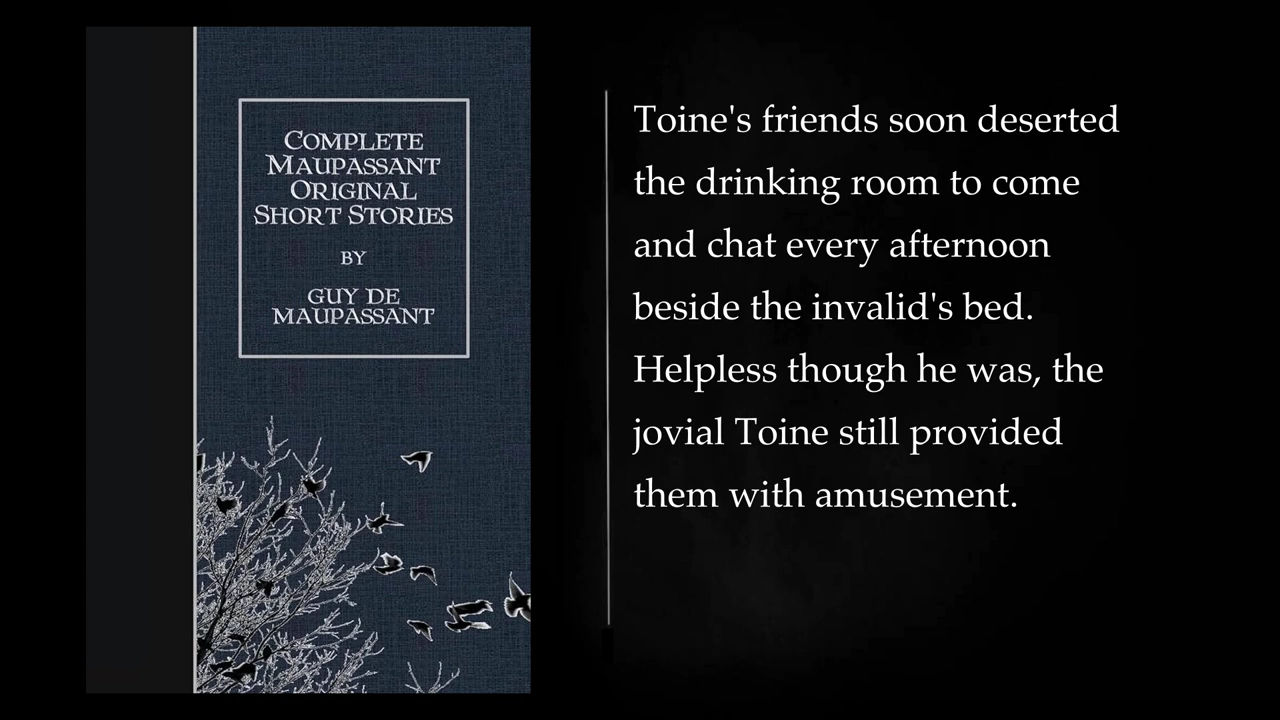 COMPLETE
MAUPASSANT
ORIGINAL
SHORT STORIES
BY
GUY DE
MAUPASSANT
Toine's friends soon deserted
the drinking room to come
and chat every afternoon
beside the invalid's bed.
Helpless though he was, the
jovial Toine still provided
them with amusement.